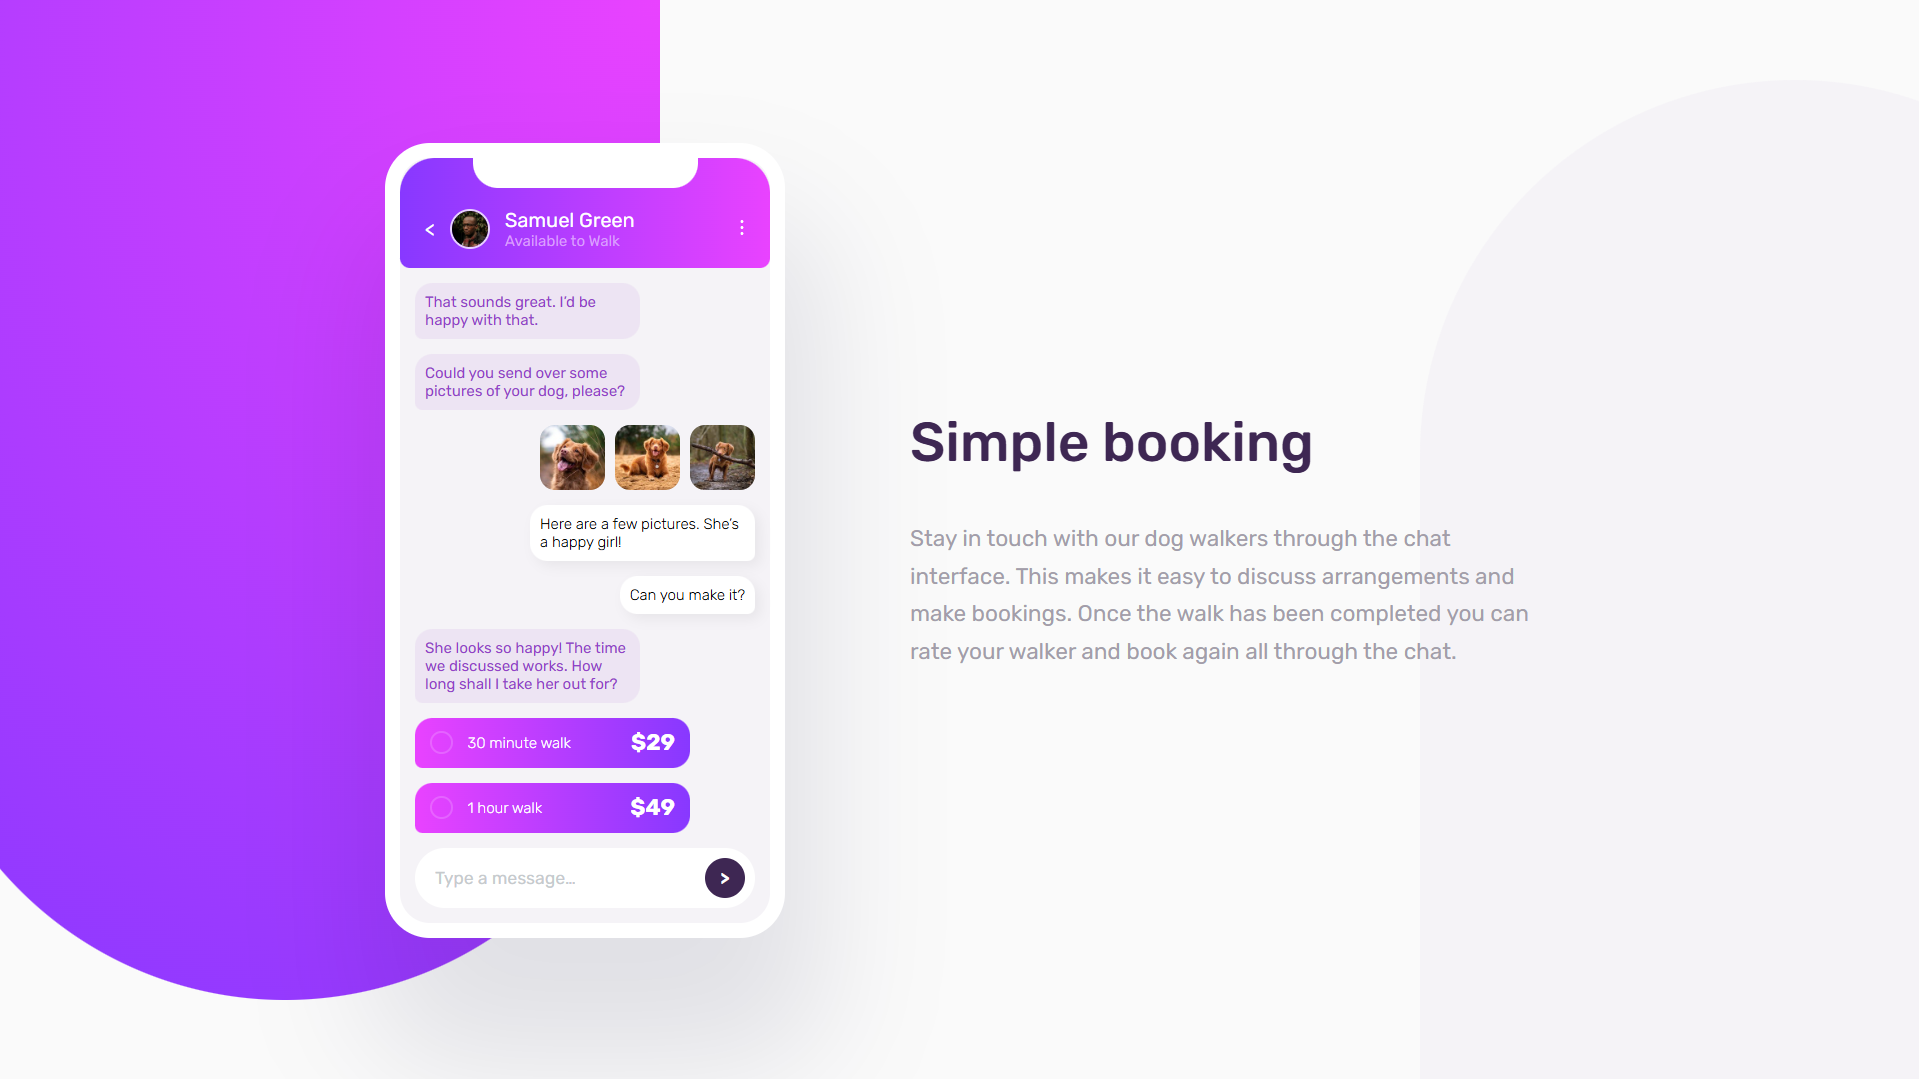 <
Samuel Green
Available to Walk
That sounds great. I’d be
happy with that.
Could you send over some
pictures of your dog, please?
Here are a few pictures. She’s
a happy girl!
Can you make it?
She looks so happy! The time
we discussed works. How
long shall I take her out for?
30 minute walk $29
1 hour walk $49
Type a message…
>
Simple booking
Stay in touch with our dog walkers through the chat
interface. This makes it easy to discuss arrangements and
make bookings. Once the walk has been completed you can
rate your walker and book again all through the chat.